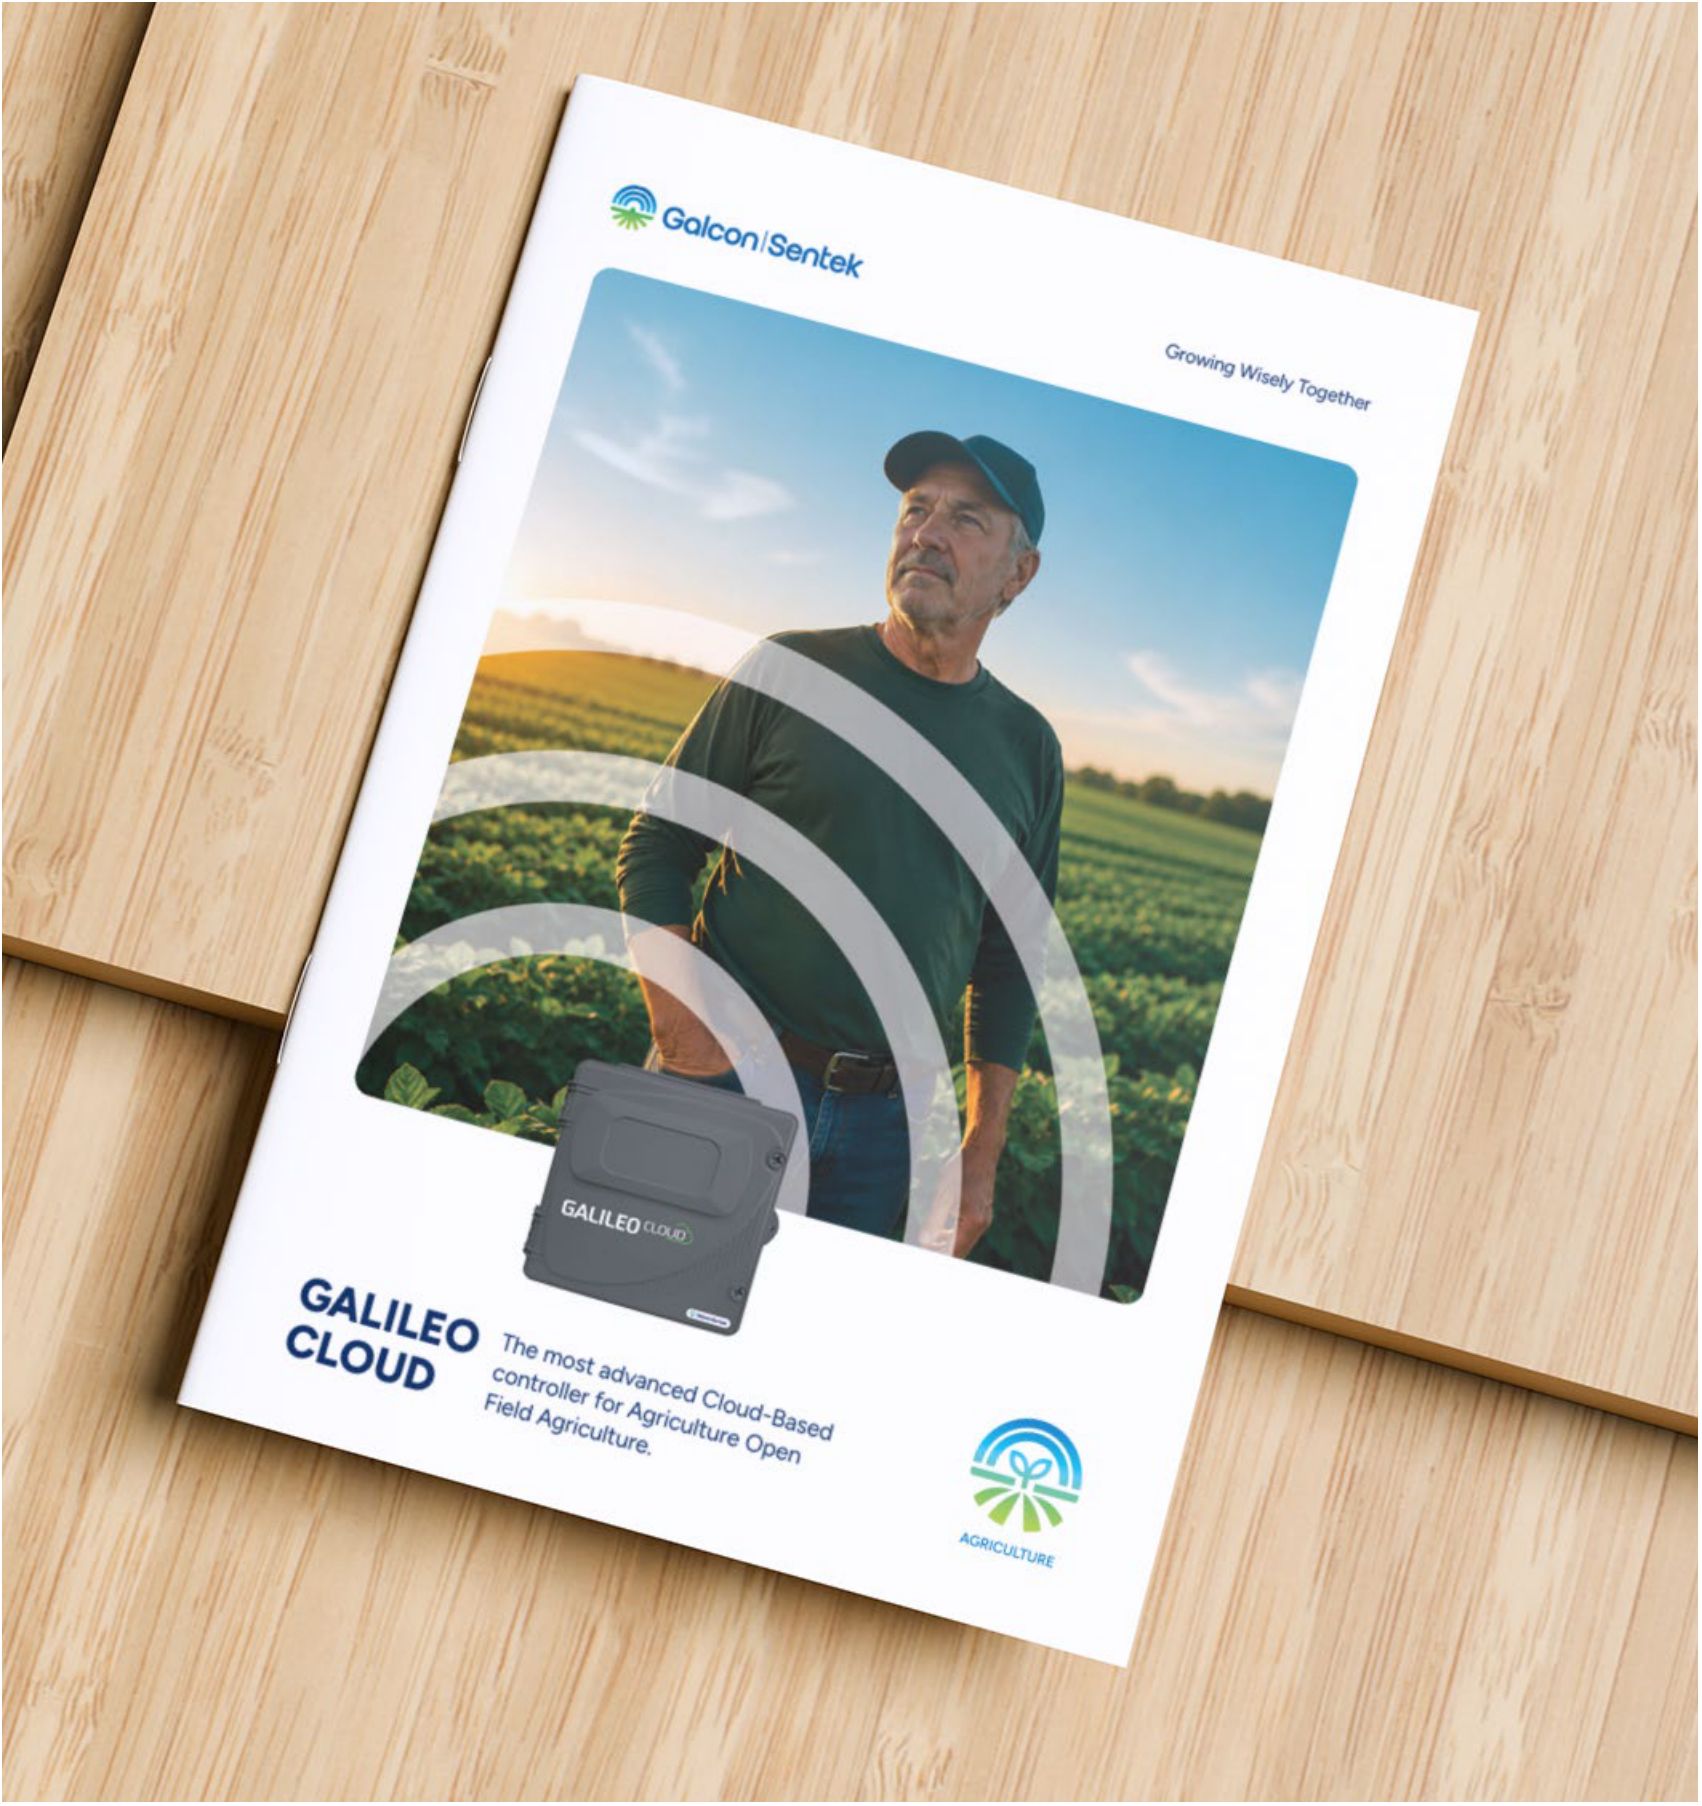 Galcon|Sentek
Growing Wisely Together
GALILEO CLOUD
GALILEO
CLOUD
The most advanced Cloud-Based
controller for Agriculture Open
Field Agriculture.
AGRICULTURE